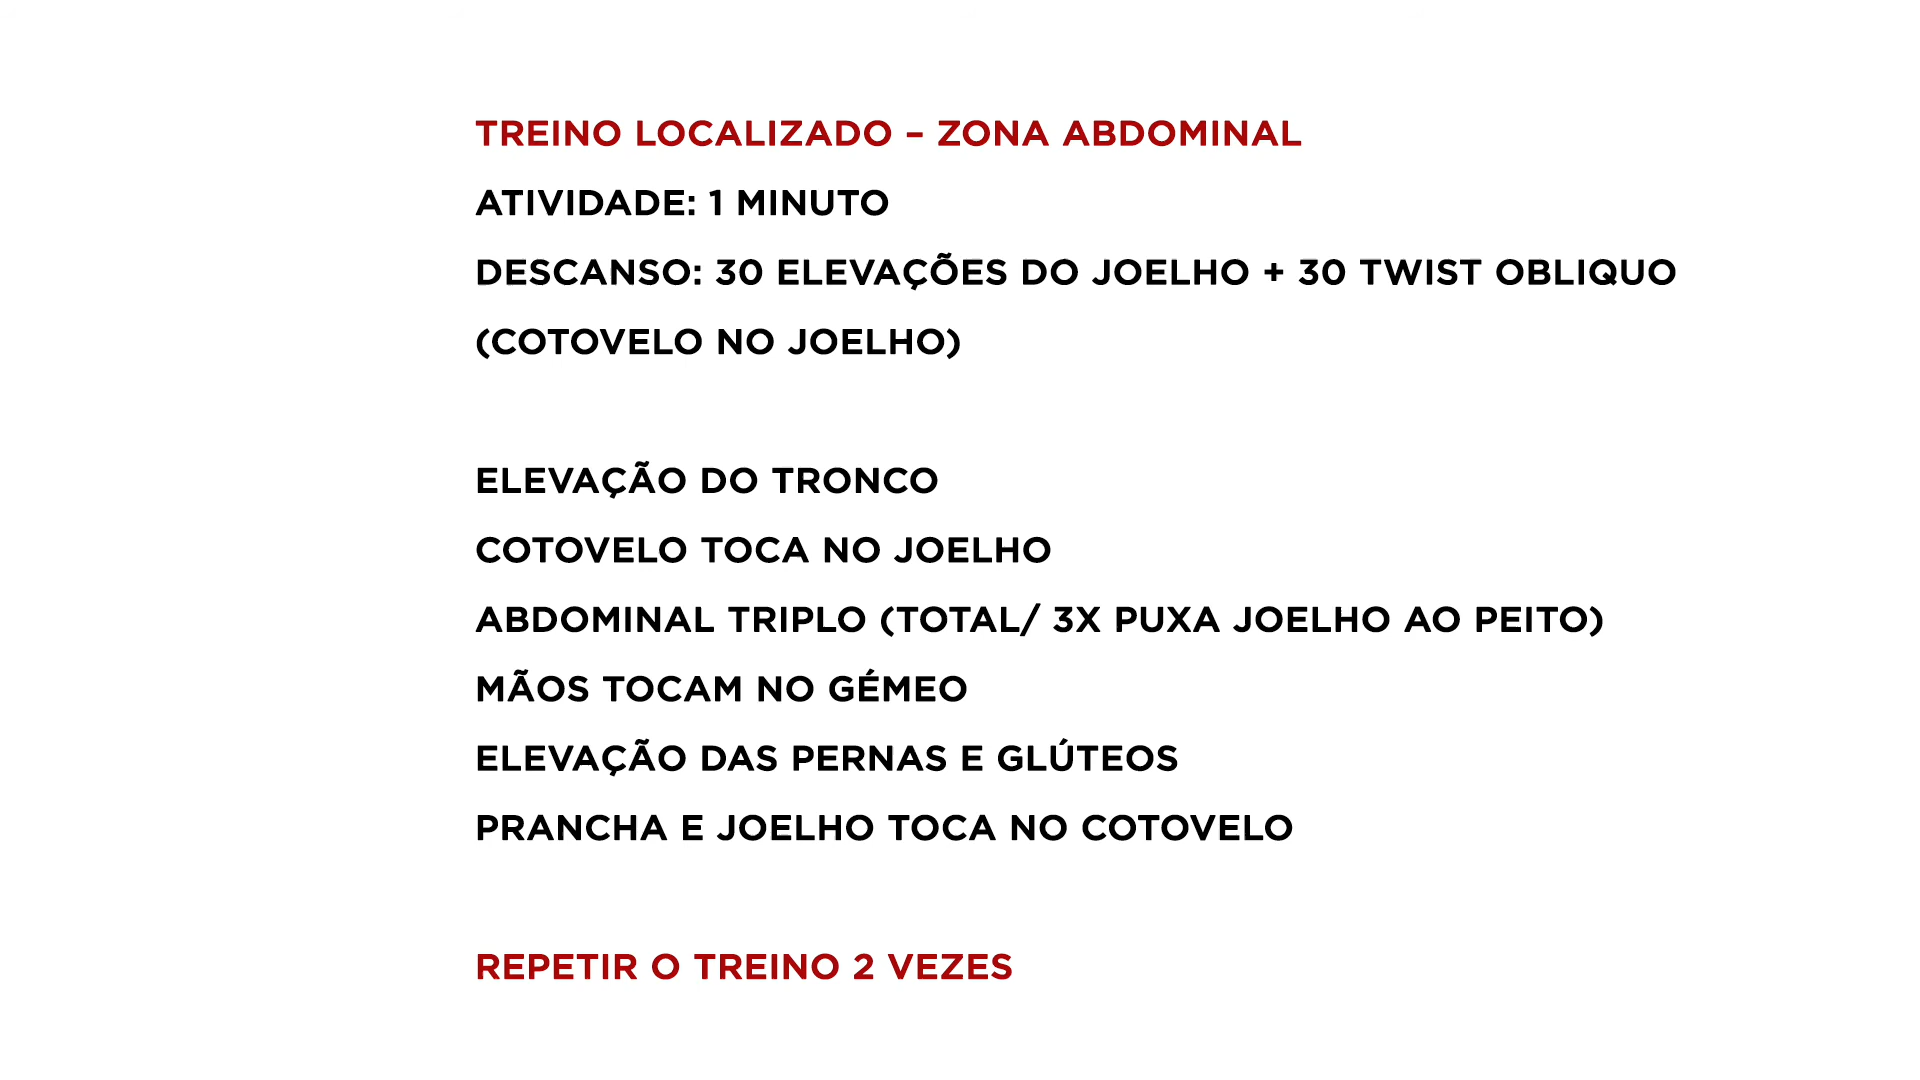 TREINO LOCALIZADO – ZONA ABDOMINAL
ATIVIDADE: 1 MINUTO
DESCANSO: 30 ELEVAÇÕES DO JOELHO + 30 TWIST OBLIQUO
(COTOVELO NO JOELHO)
ELEVAÇÃO DO TRONCO
COTOVELO TOCA NO JOELHO
ABDOMINAL TRIPLO (TOTAL/ 3X PUXA JOELHO AO PEITO)
MÃOS TOCAM NO GÉMEO
ELEVAÇÃO DAS PERNAS E GLÚTEOS
PRANCHA E JOELHO TOCA NO COTOVELO
REPETIR O TREINO 2 VEZES